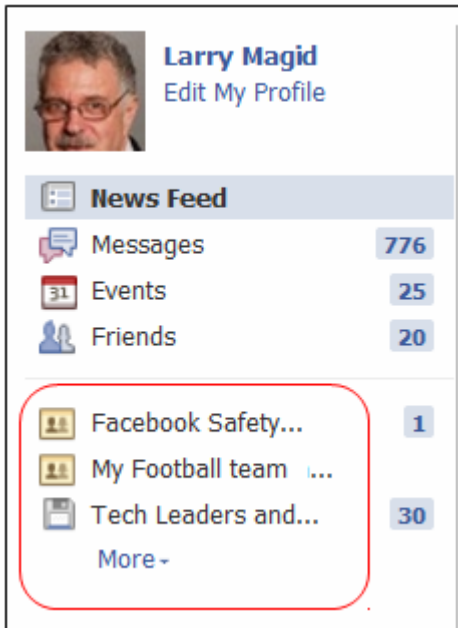 Larry Magid
Edit My Profile
News Feed
Messages 776
31 Events 25
Friends 20
Facebook Safety... 1
My Football team ...
Tech Leaders and... 30
More